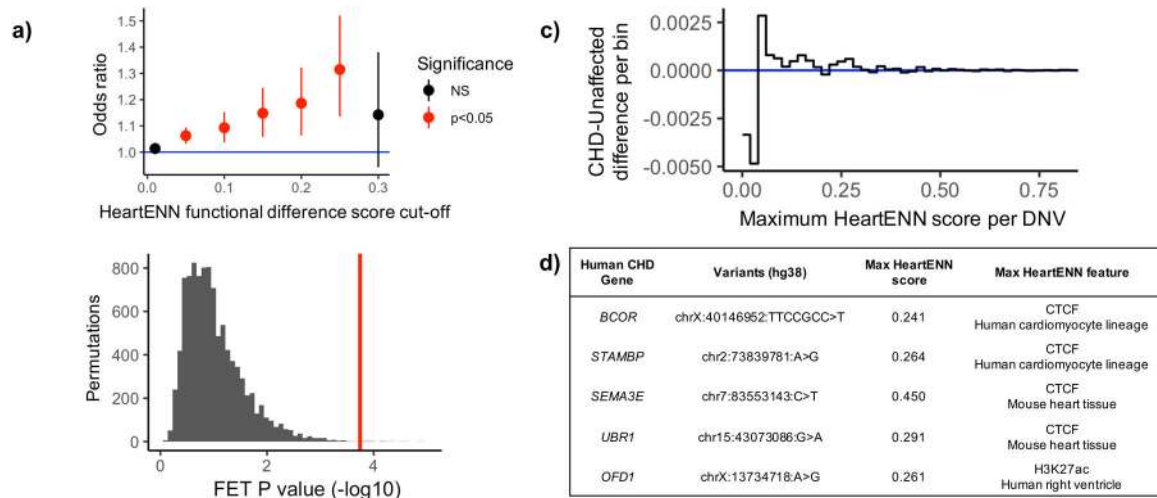 a)
1.5
1.4
1.3
1.2
1.1
1.0
Odds ratio
0.0
0.1
0.2
0.3
HeartENN functional difference score cut-off
Significance
NS
p<0.05
800
600
400
200
0
Permutations
0
2
4
FET P value (-log10)
c)
0.0025
0.0000
-0.0025
-0.0050
CHD-Unaffected
difference per bin
0.00
0.25
0.50
0.75
Maximum HeartENN score per DNV
d)
Human CHD
Gene
Variants (hg38)
Max HeartENN
score
Max HeartENN feature
BCOR
chrX:40146952:TTCCGCC>T
0.241
CTCF
Human cardiomyocyte lineage
STAMBP
chr2:73839781:A>G
0.264
CTCF
Human cardiomyocyte lineage
SEMA3E
chr7:83553143:C>T
0.450
CTCF
Mouse heart tissue
UBR1
chr15:43073086:G>A
0.291
CTCF
Mouse heart tissue
OFD1
chrX:13734718:A>G
0.261
H3K27ac
Human right ventricle